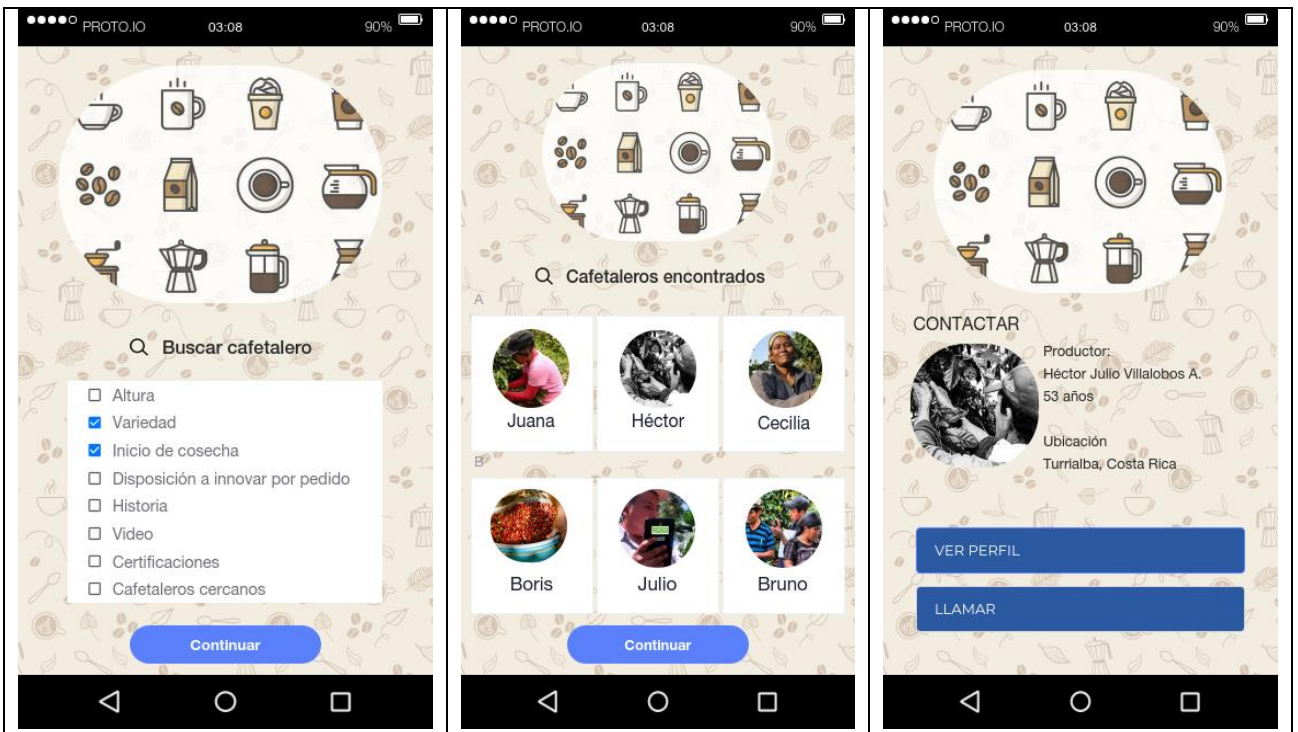 PROTO.IO 03:08 90%
Buscar cafetalero
Altura
Variedad
Inicio de cosecha
Disposición a innovar por pedido
Historia
Video
Certificaciones
Cafetaleros cercanos
Continuar
PROTO.IO 03:08 90%
Cafetaleros encontrados
A
Juana Héctor Cecilia
B
Boris Julio Bruno
Continuar
PROTO.IO 03:08 90%
CONTACTAR
Productor:
Héctor Julio Villalobos A.
53 años
Ubicación
Turrialba, Costa Rica
VER PERFIL
LLAMAR